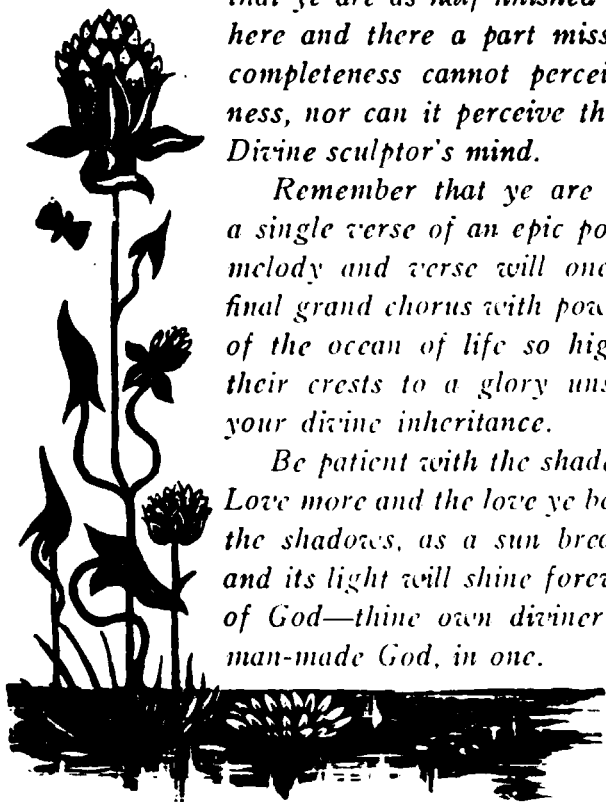 that ye are as half finished
here and there a part miss
completeness cannot percei
ness, nor can it perceive th
Divine sculptor's mind.
Remember that ye are
a single verse of an epic po
melody and verse will onc
final grand chorus with pow
of the ocean of life so hig
their crests to a glory uns
your divine inheritance.
Be patient with the shad
Love more and the love ye b
the shadows, as a sun brea
and its light will shine forev
of God—thine own diviner
man-made God, in one.